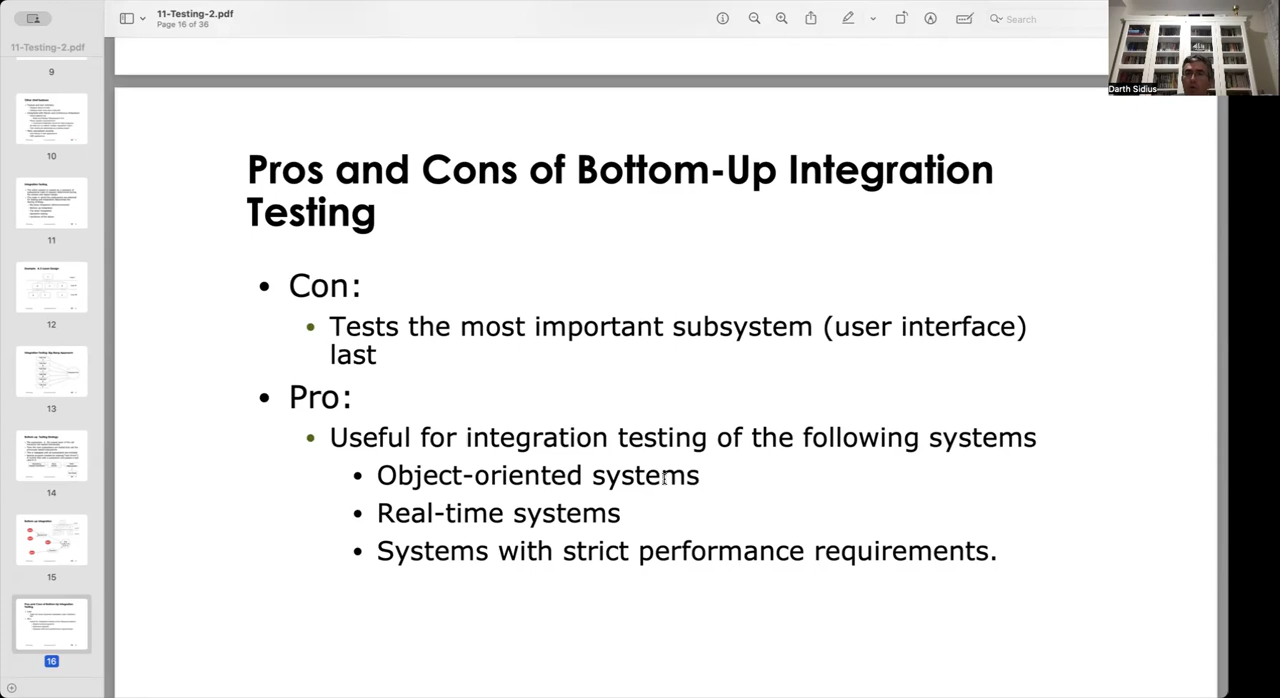 11-Testing-2.pdf
Page 16 of 36
Search
Darth Sidius
11-Testing-2.pdf
9
10
Integration Testing
11
12
13
14
15
16
Pros and Cons of Bottom-Up Integration
Testing
• Con:
• Tests the most important subsystem (user interface)
last
• Pro:
• Useful for integration testing of the following systems
• Object-oriented systems
• Real-time systems
• Systems with strict performance requirements.